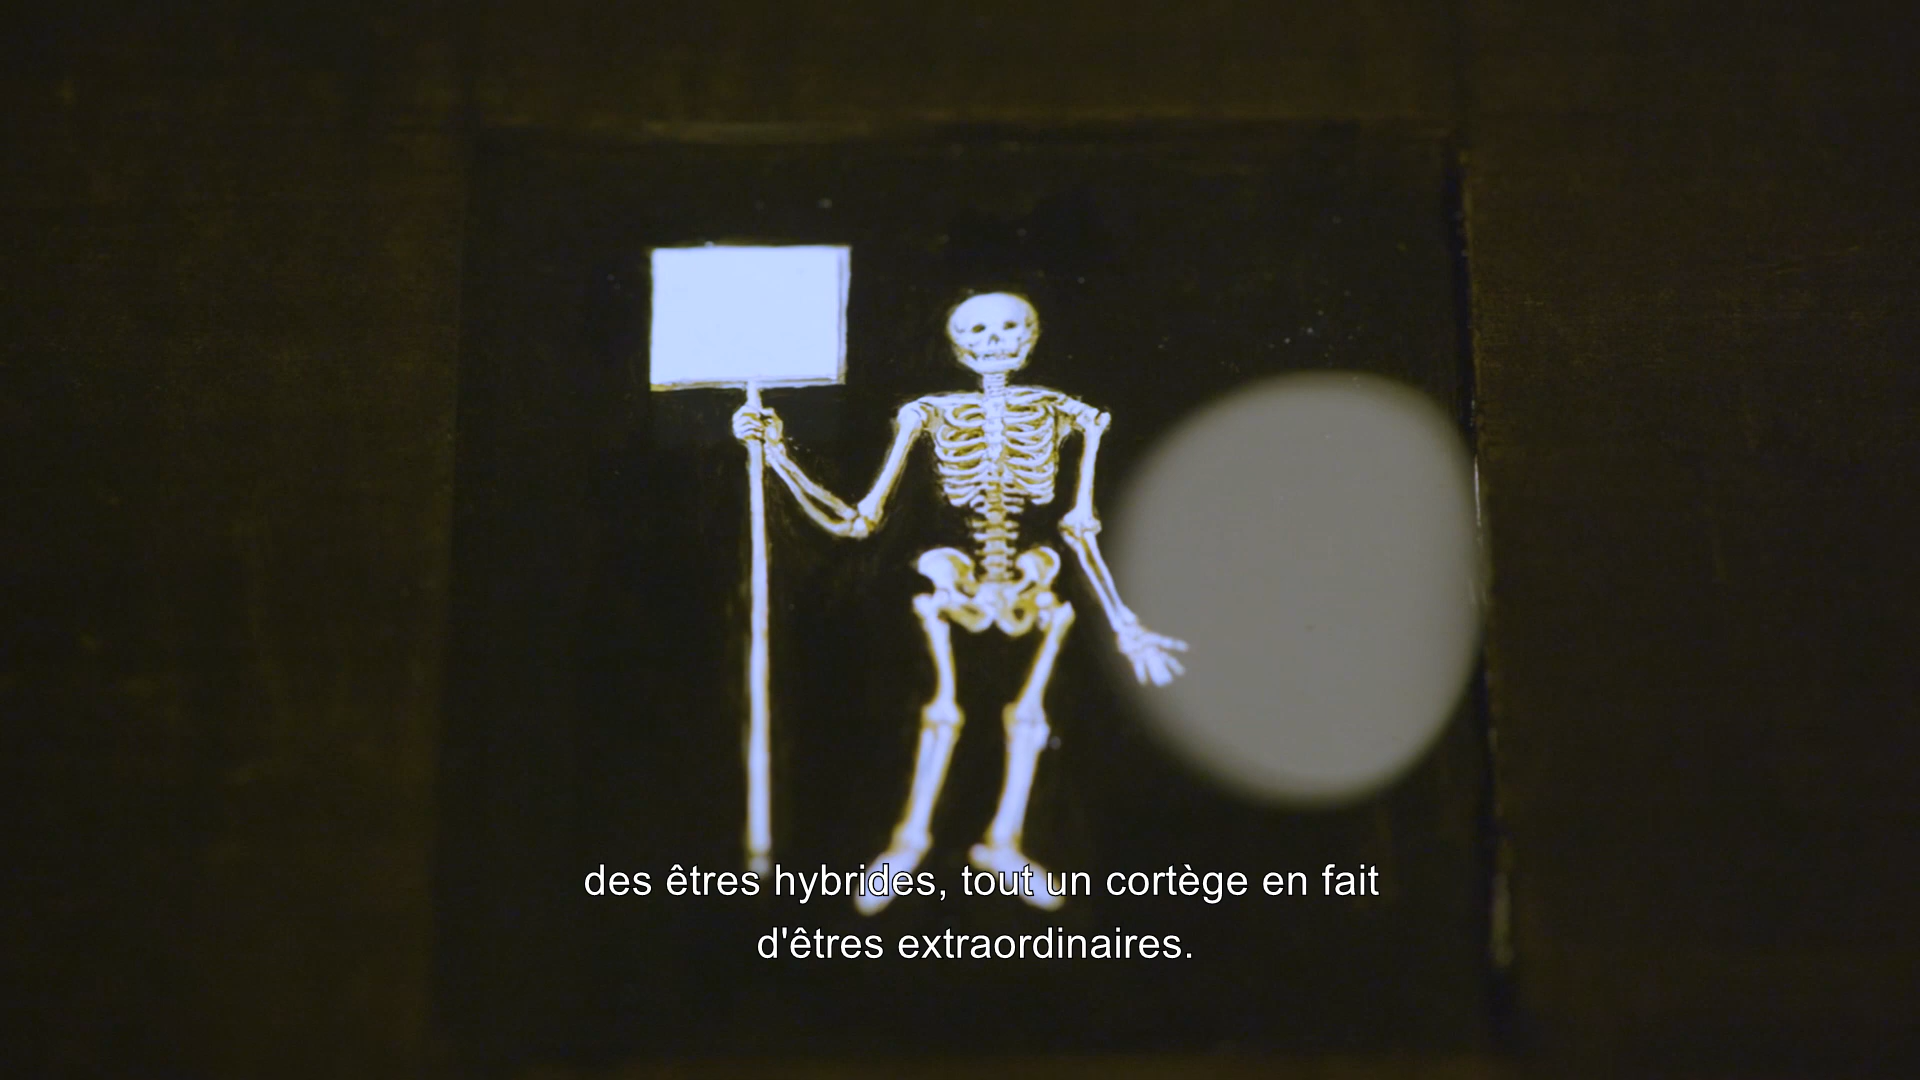 des êtres hybrides, tout un cortège en fait
d'êtres extraordinaires.